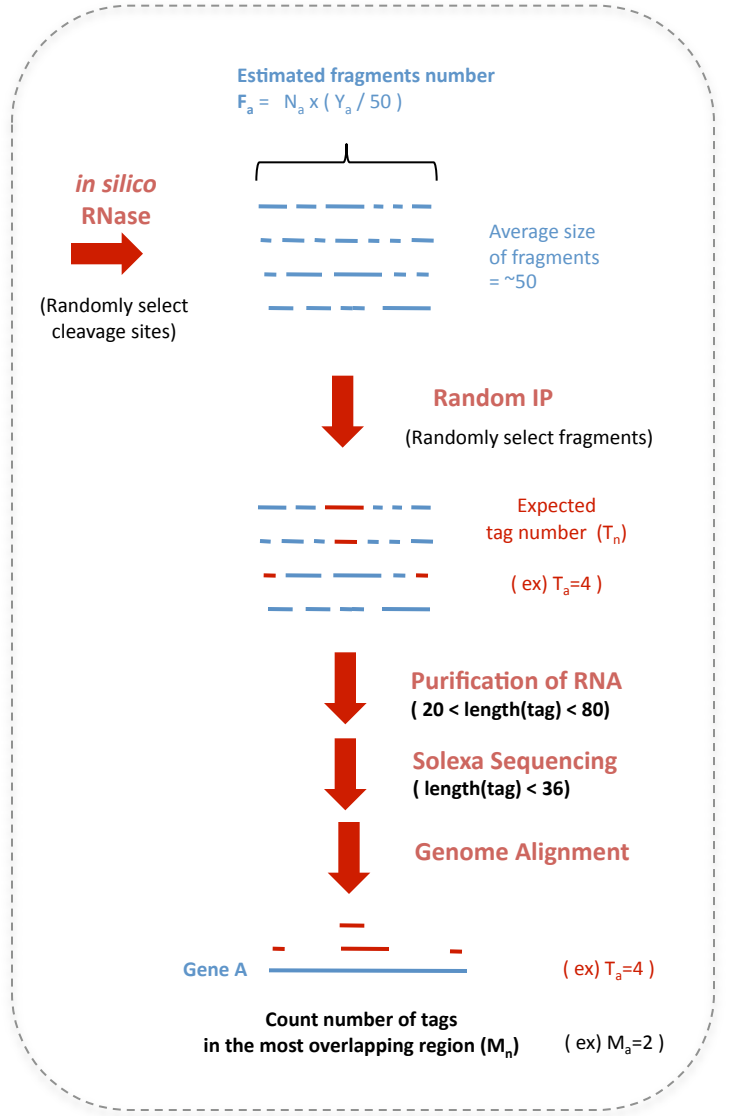 Estimated fragments number
Fₐ = Nₐ x ( Yₐ / 50 )
in silico
RNase
(Randomly select
cleavage sites)
Average size
of fragments
= ~50
Random IP
(Randomly select fragments)
Expected
tag number (Tₙ)
( ex) Tₐ=4 )
Purification of RNA
( 20 < length(tag) < 80)
Solexa Sequencing
( length(tag) < 36)
Genome Alignment
Gene A
( ex) Tₐ=4 )
Count number of tags
in the most overlapping region (Mₙ)
( ex) Mₐ=2 )